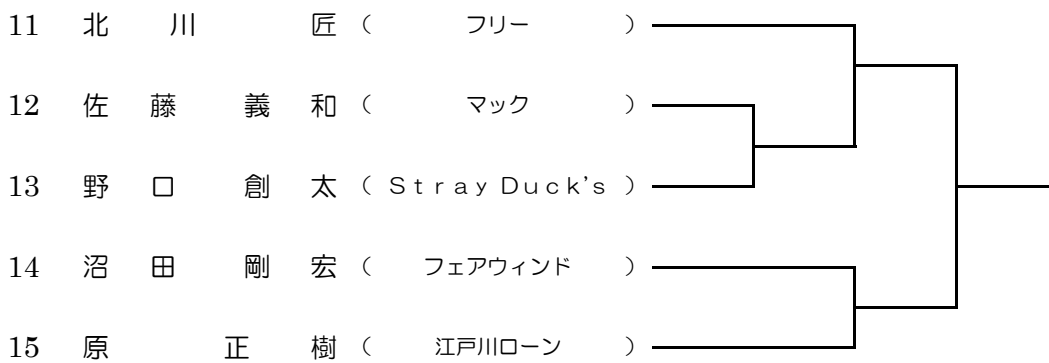 11 北 川 匠 ( フリー )
12 佐 藤 義 和 ( マック )
13 野 口 創 太 ( Ｓｔｒａｙ Ｄｕｃｋ'ｓ )
14 沼 田 剛 宏 ( フェアウィンド )
15 原 正 樹 ( 江戸川ローン )